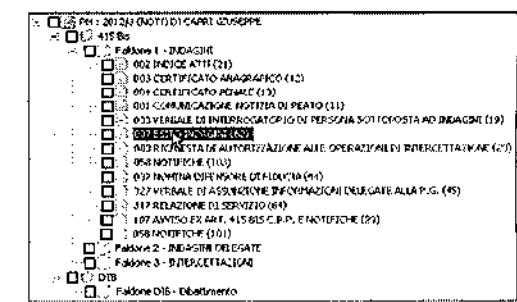 PM : 2012/3 (NOTI) DI CAPRI GIUSEPPE
415 Bis
Faldone 1 - INDAGINI
002 INDICE ATTI (21)
003 CERTIFICATO ANAGRAFICO (12)
004 CERTIFICATO PENALE (13)
001 COMUNICAZIONE NOTIZIA DI REATO (11)
033 VERBALE DI INTERROGATORIO DI PERSONA SOTTOPOSTA AD INDAGINI (19)
RICHIESTA DI AUTORIZZAZIONE ALLE OPERAZIONI DI INTERCETTAZIONE
058 NOTIFICHE (103)
037 NOMINA DIFENSORE DI FIDUCIA (44)
327 VERBALE DI ASSUNZIONE INFORMAZIONI DELEGATE ALLA P.G. (45)
317 RELAZIONE DI SERVIZIO (64)
107 AVVISO EX ART. 415 BIS C.P.P. E NOTIFICHE (99)
058 NOTIFICHE (101)
Faldone 2 - INDAGINI DELEGATE
Faldone 3 - INTERCETTAZIONI
DIB
Faldone DIB - Dibattimento